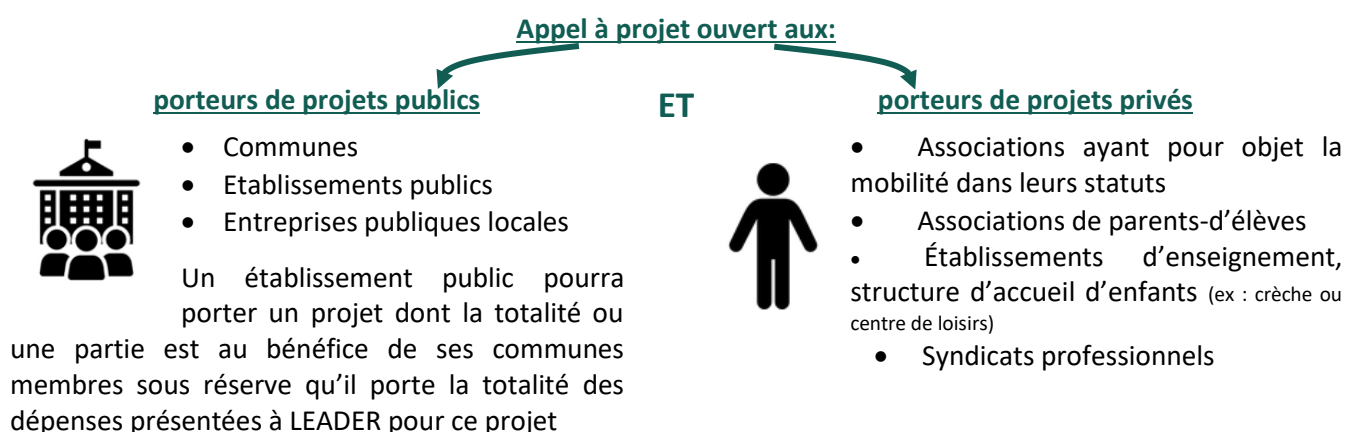 Appel à projet ouvert aux:
porteurs de projets publics
ET
porteurs de projets privés
• Communes
• Etablissements publics
• Entreprises publiques locales
Un établissement public pourra
porter un projet dont la totalité ou
une partie est au bénéfice de ses communes
membres sous réserve qu’il porte la totalité des
dépenses présentées à LEADER pour ce projet
• Associations ayant pour objet la
mobilité dans leurs statuts
• Associations de parents-d’élèves
• Établissements d’enseignement,
structure d’accueil d’enfants (ex : crèche ou
centre de loisirs)
• Syndicats professionnels